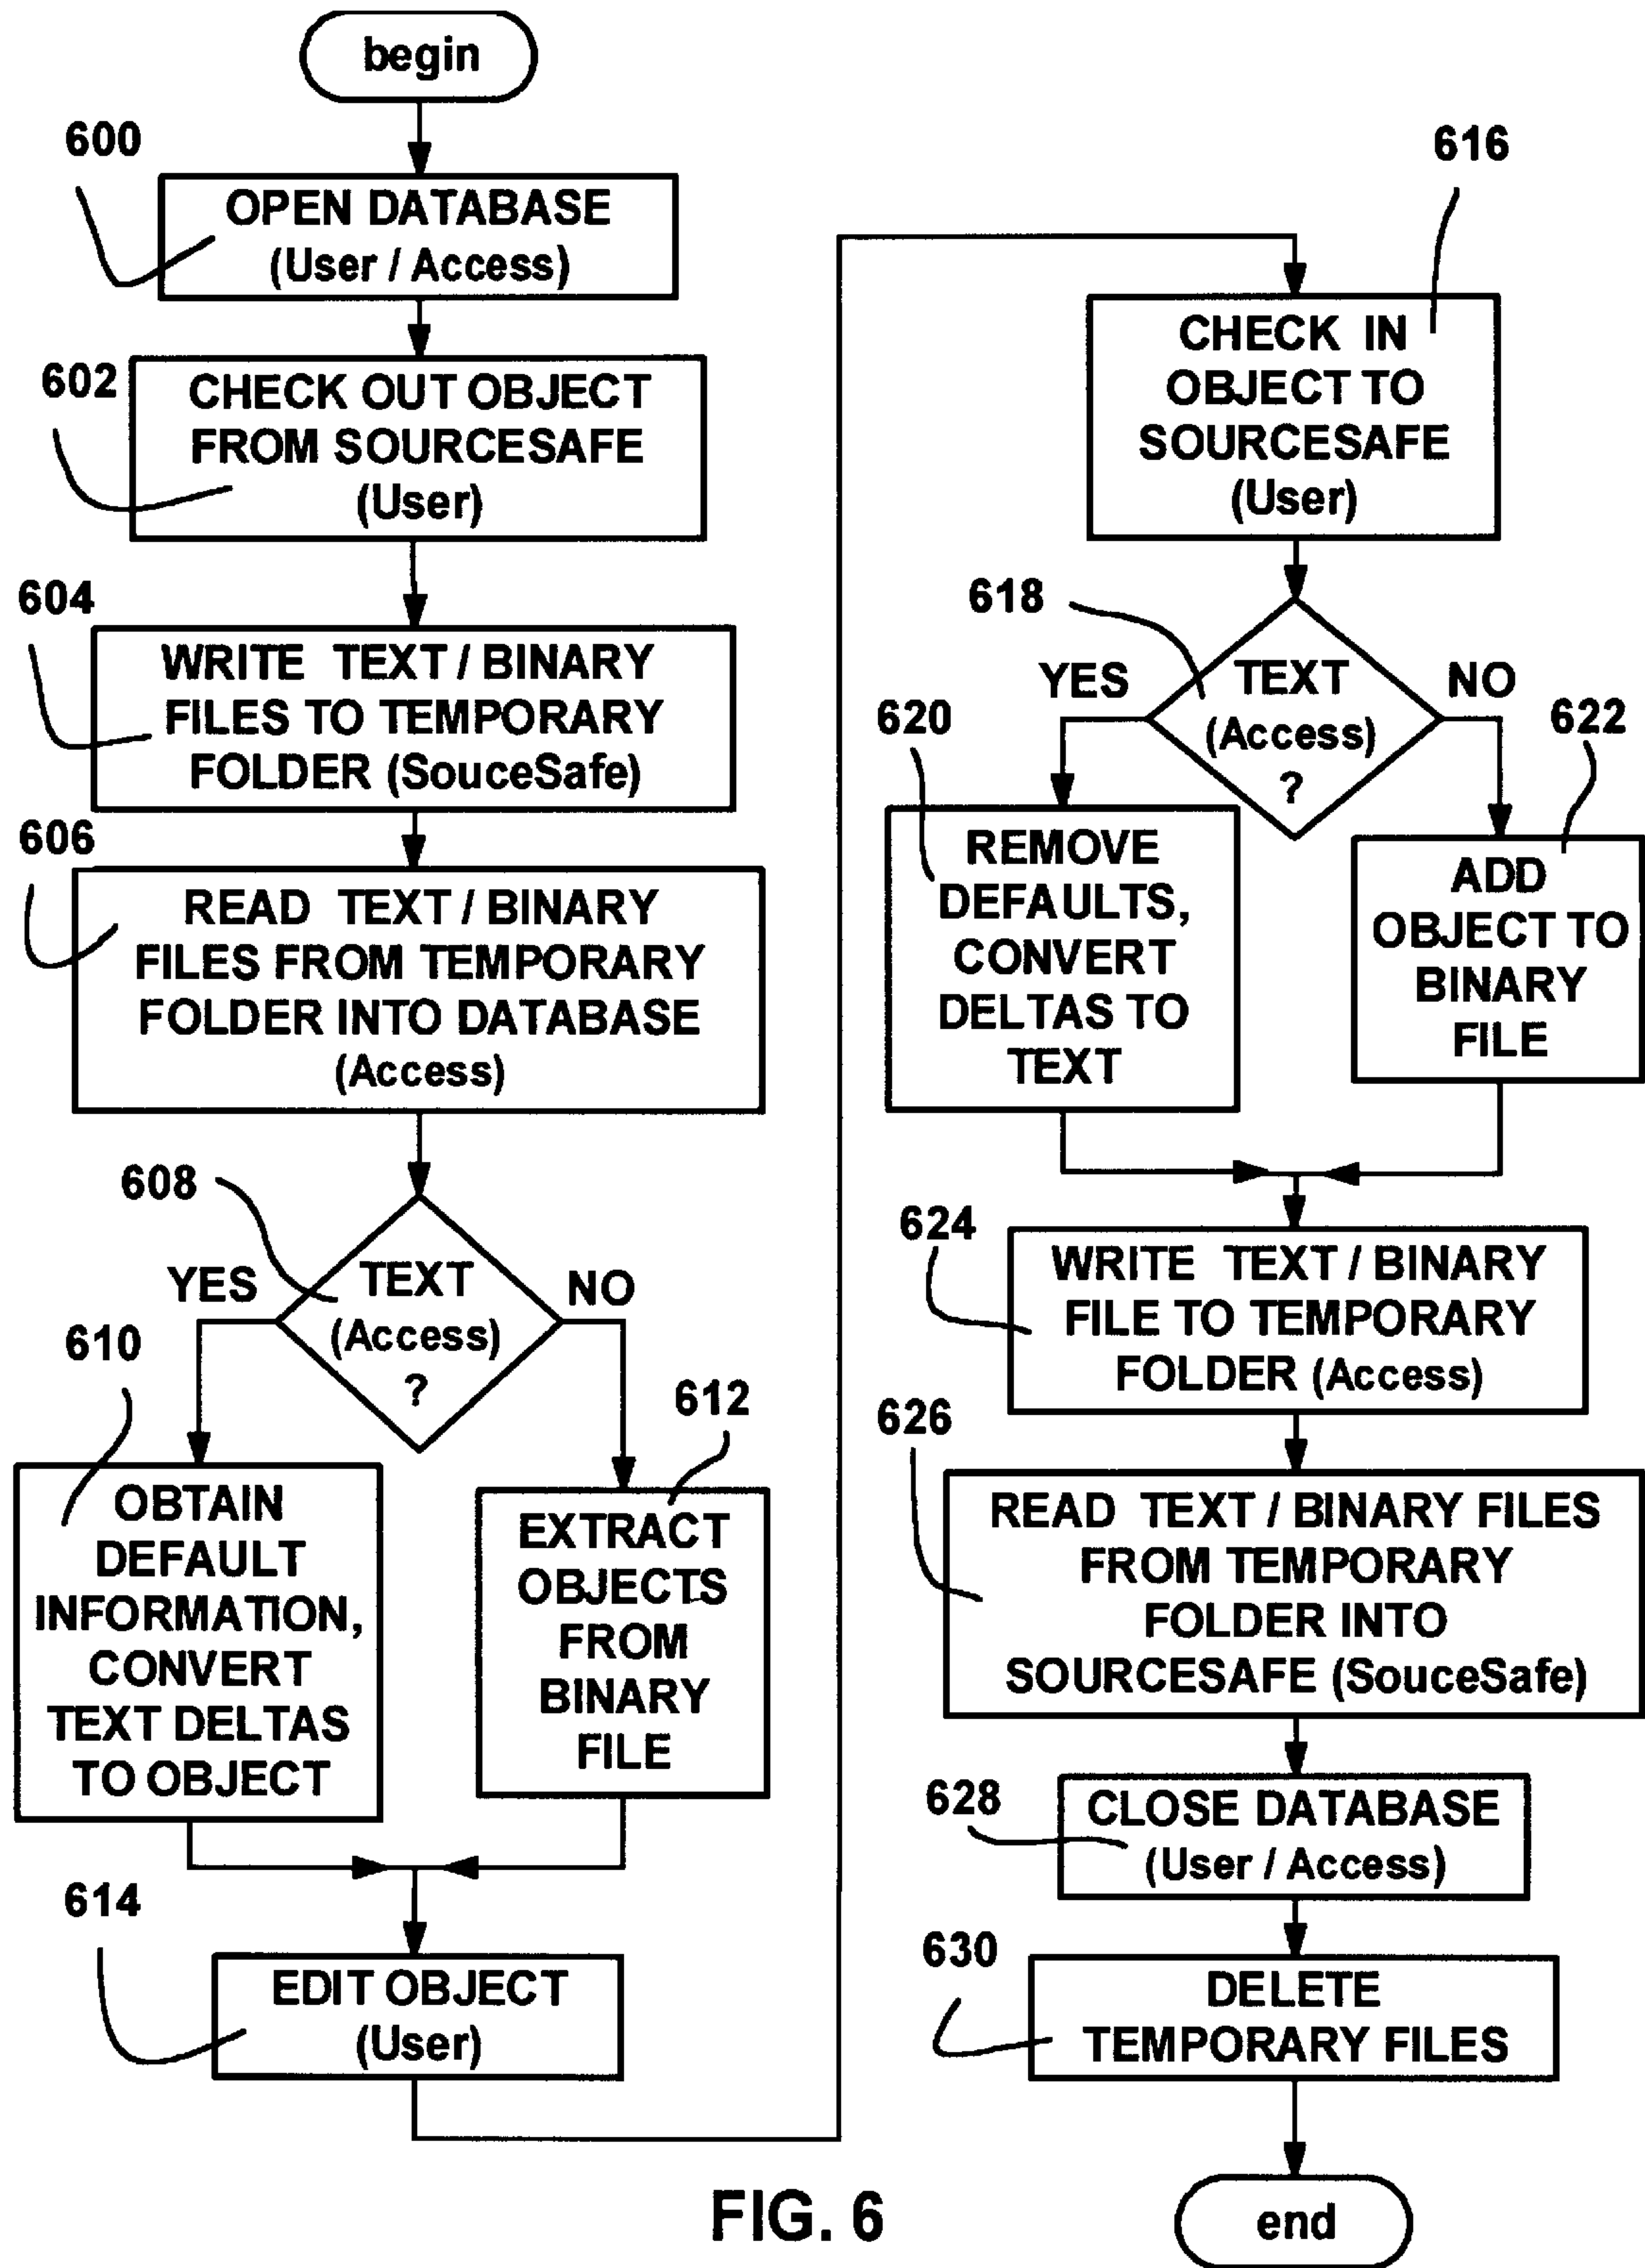 begin
600
OPEN DATABASE
(User / Access)
602
CHECK OUT OBJECT
FROM SOURCESAFE
(User)
604
WRITE TEXT / BINARY
FILES TO TEMPORARY
FOLDER (SouceSafe)
606
READ TEXT / BINARY
FILES FROM TEMPORARY
FOLDER INTO DATABASE
(Access)
608
TEXT
(Access)
?
YES
NO
610
OBTAIN
DEFAULT
INFORMATION,
CONVERT
TEXT DELTAS
TO OBJECT
612
EXTRACT
OBJECTS
FROM
BINARY
FILE
614
EDIT OBJECT
(User)
616
CHECK IN
OBJECT TO
SOURCESAFE
(User)
618
TEXT
(Access)
?
YES
NO
620
REMOVE
DEFAULTS,
CONVERT
DELTAS TO
TEXT
622
ADD
OBJECT TO
BINARY
FILE
624
WRITE TEXT / BINARY
FILE TO TEMPORARY
FOLDER (Access)
626
READ TEXT / BINARY FILES
FROM TEMPORARY
FOLDER INTO
SOURCESAFE (SouceSafe)
628
CLOSE DATABASE
(User / Access)
630
DELETE
TEMPORARY FILES
end
FIG. 6